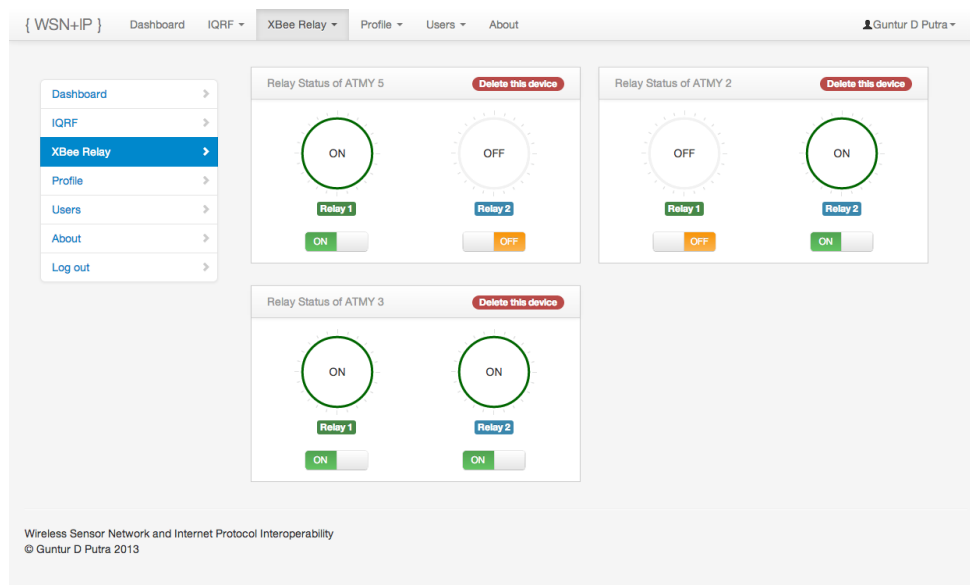 { WSN+IP } Dashboard IQRF XBee Relay Profile Users About Guntur D Putra
Dashboard
IQRF
XBee Relay
Profile
Users
About
Log out
Relay Status of ATMY 5 Delete this device
ON OFF
Relay 1 Relay 2
ON OFF
Relay Status of ATMY 2 Delete this device
OFF ON
Relay 1 Relay 2
OFF ON
Relay Status of ATMY 3 Delete this device
ON ON
Relay 1 Relay 2
ON ON
Wireless Sensor Network and Internet Protocol Interoperability
© Guntur D Putra 2013